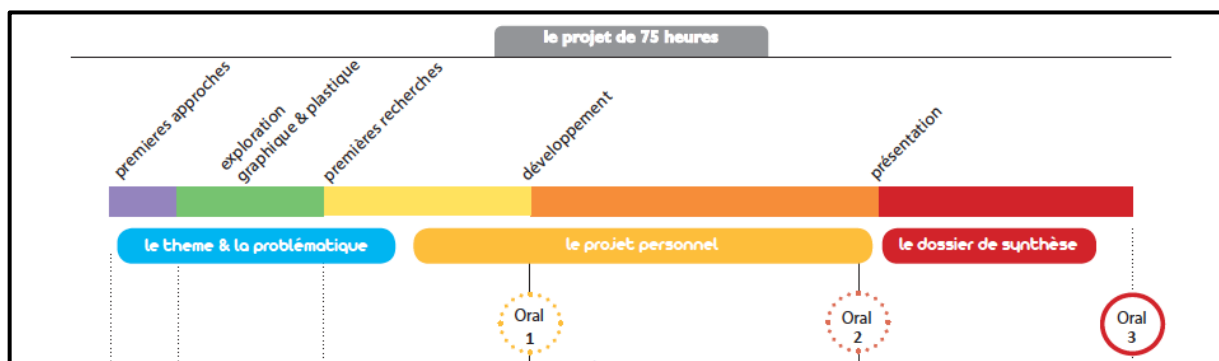 le projet de 75 heures
premieres approches
exploration
graphique & plastique
premières recherches
développement
présentation
le theme & la problématique
le projet personnel
le dossier de synthèse
Oral
1
Oral
2
Oral
3